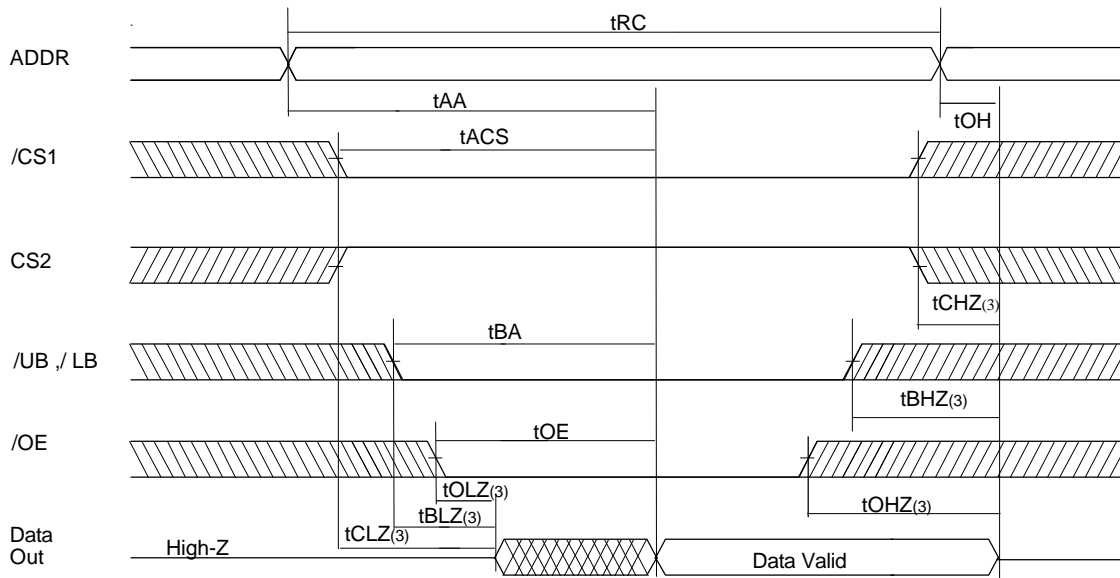 tRC
ADDR
tAA
tOH
tACS
/CS1
CS2
tCHZ(3)
tBA
/UB ,/ LB
tBHZ(3)
/OE
tOE
tOLZ(3)
tOHZ(3)
tBLZ(3)
tCLZ(3)
Data
Out
High-Z
Data Valid